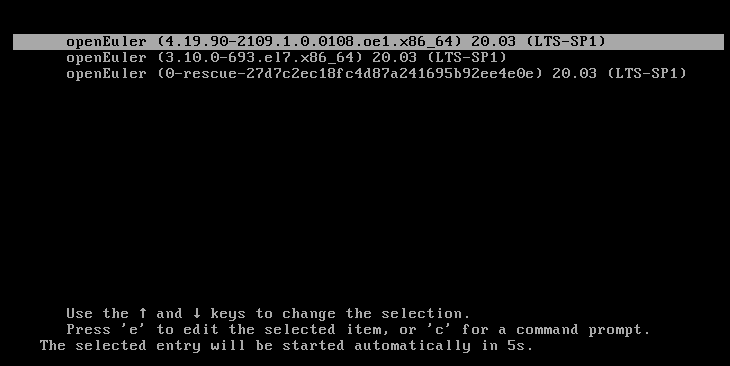 openEuler (4.19.90-2109.1.0.0108.oe1.x86_64) 20.03 (LTS-SP1)
openEuler (3.10.0-693.el7.x86_64) 20.03 (LTS-SP1)
openEuler (0-rescue-27d7c2ec18fc4d87a241695b92ee4e0e) 20.03 (LTS-SP1)
Use the ↑ and ↓ keys to change the selection.
Press 'e' to edit the selected item, or 'c' for a command prompt.
The selected entry will be started automatically in 5s.